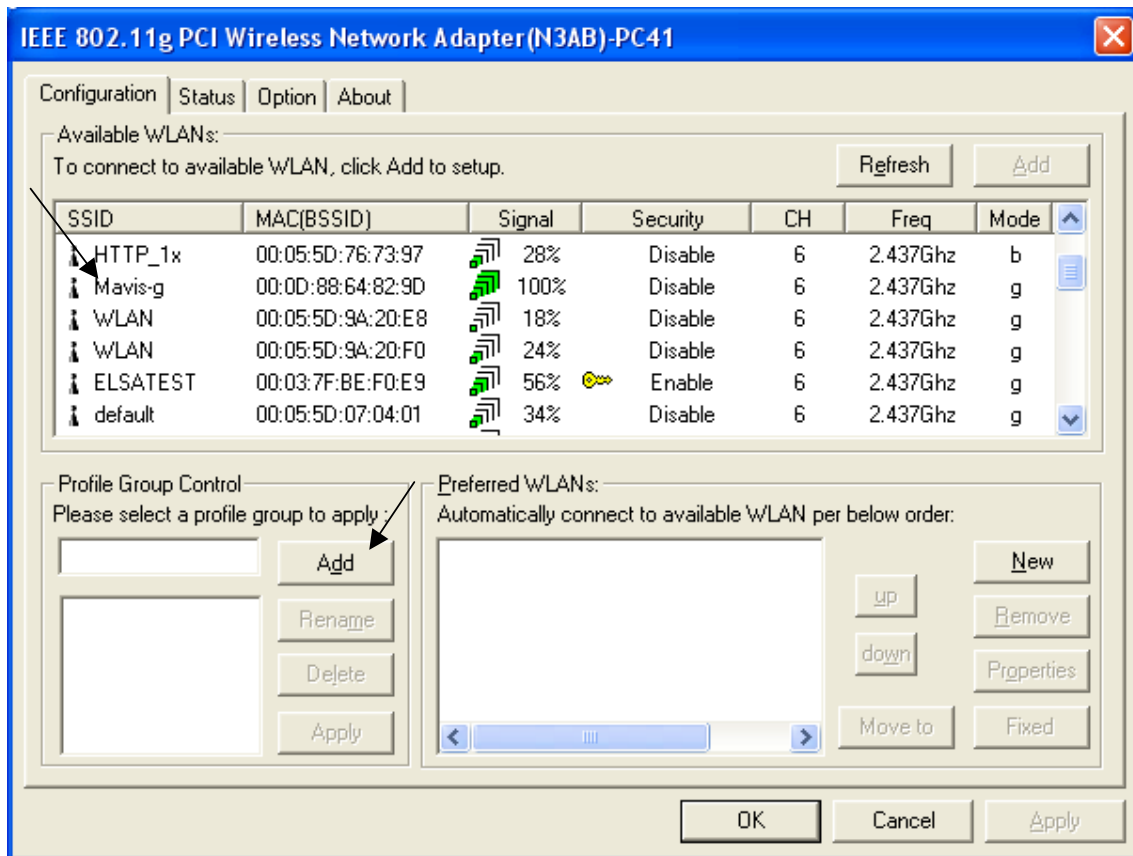 IEEE 802.11g PCI Wireless Network Adapter(N3AB)-PC41
Configuration Status Option About
Available WLANs:
To connect to available WLAN, click Add to setup. Refresh Add
SSID MAC(BSSID) Signal Security CH Freq Mode
HTTP_1x 00:05:5D:76:73:97 28% Disable 6 2.437Ghz b
Mavis-g 00:0D:88:64:82:9D 100% Disable 6 2.437Ghz g
WLAN 00:05:5D:9A:20:E8 18% Disable 6 2.437Ghz g
WLAN 00:05:5D:9A:20:F0 24% Disable 6 2.437Ghz g
ELSATEST 00:03:7F:BE:F0:E9 56% Enable 6 2.437Ghz g
default 00:05:5D:07:04:01 34% Disable 6 2.437Ghz g
Profile Group Control
Please select a profile group to apply :
Add
Rename
Delete
Apply
Preferred WLANs:
Automatically connect to available WLAN per below order:
New
up
Remove
down
Properties
Move to Fixed
OK Cancel Apply